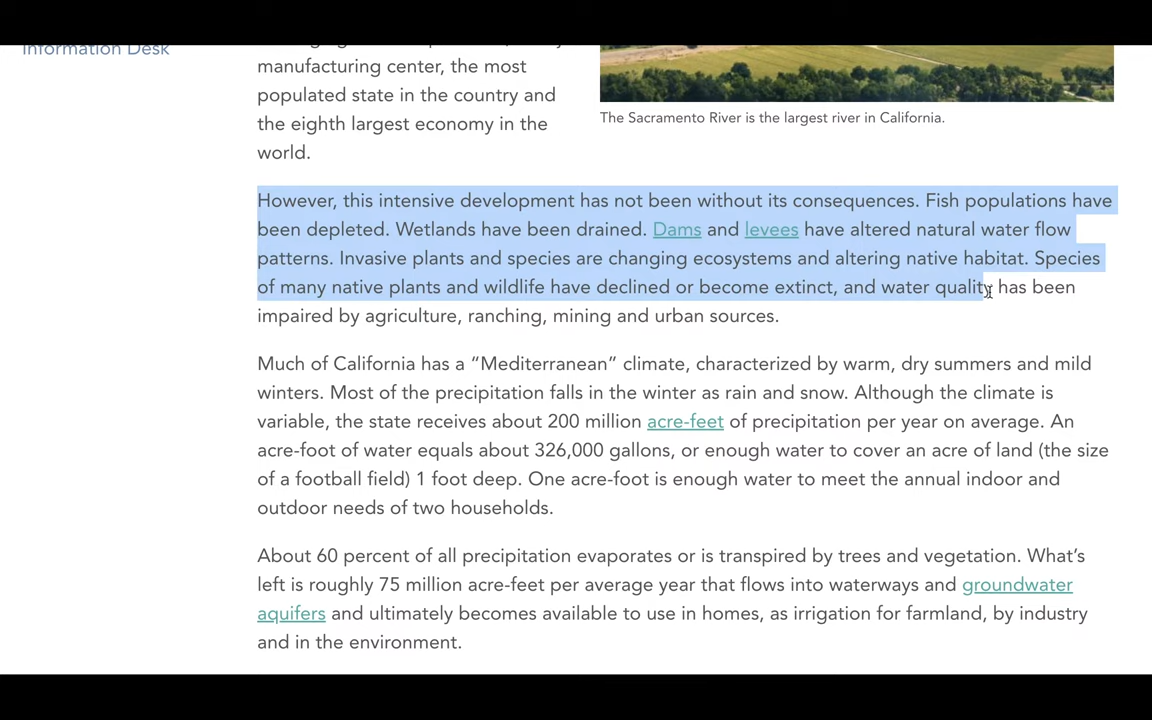 Information Desk
manufacturing center, the most
populated state in the country and
the eighth largest economy in the
world.
The Sacramento River is the largest river in California.
However, this intensive development has not been without its consequences. Fish populations have
been depleted. Wetlands have been drained. Dams and levees have altered natural water flow
patterns. Invasive plants and species are changing ecosystems and altering native habitat. Species
of many native plants and wildlife have declined or become extinct, and water quality has been
impaired by agriculture, ranching, mining and urban sources.
Much of California has a “Mediterranean” climate, characterized by warm, dry summers and mild
winters. Most of the precipitation falls in the winter as rain and snow. Although the climate is
variable, the state receives about 200 million acre-feet of precipitation per year on average. An
acre-foot of water equals about 326,000 gallons, or enough water to cover an acre of land (the size
of a football field) 1 foot deep. One acre-foot is enough water to meet the annual indoor and
outdoor needs of two households.
About 60 percent of all precipitation evaporates or is transpired by trees and vegetation. What’s
left is roughly 75 million acre-feet per average year that flows into waterways and groundwater
aquifers and ultimately becomes available to use in homes, as irrigation for farmland, by industry
and in the environment.